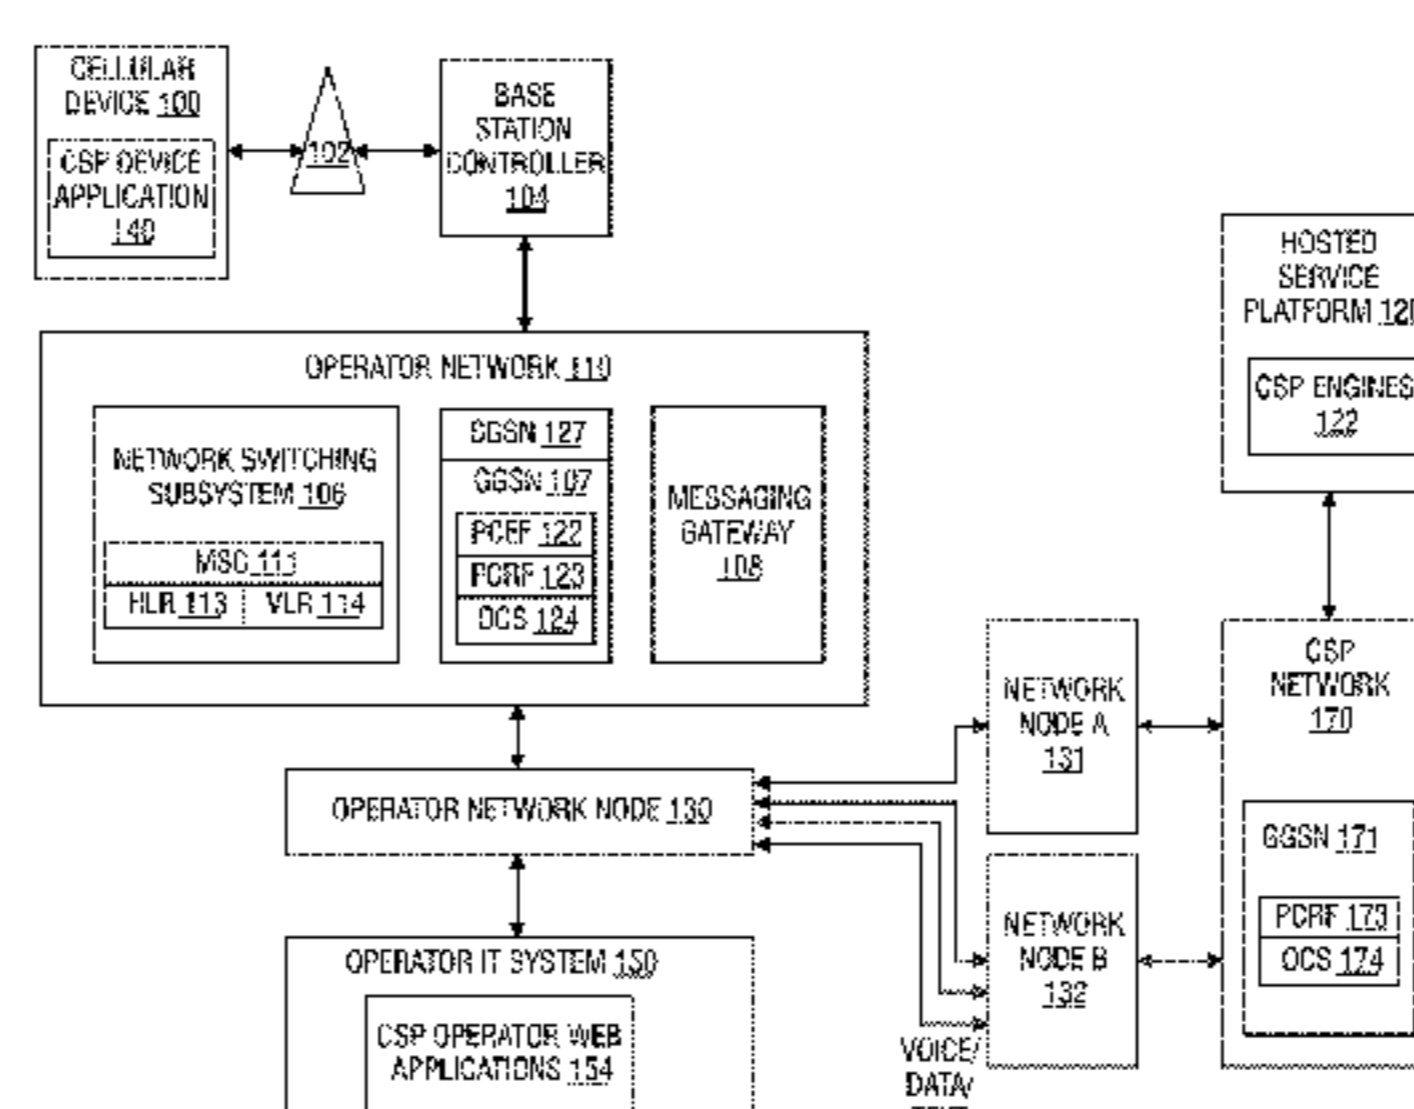 CELLULAR
DEVICE 100
CSP DEVICE
APPLICATION
140
102
BASE
STATION
CONTROLLER
104
HOSTED
SERVICE
PLATFORM
CSP ENGINES
122
OPERATOR NETWORK 110
NETWORK SWITCHING
SUBSYSTEM 106
MSC 111
HLR 113
VLR 114
SGSN 127
GGSN 107
PCEF 122
PCRF 123
OCS 124
MESSAGING
GATEWAY
108
NETWORK
NODE A
131
CSP
NETWORK
170
OPERATOR NETWORK NODE 130
GGSN 171
PCRF 173
OCS 174
NETWORK
NODE B
132
OPERATOR IT SYSTEM 150
CSP OPERATOR WEB
APPLICATIONS 154
VOICE/
DATA/